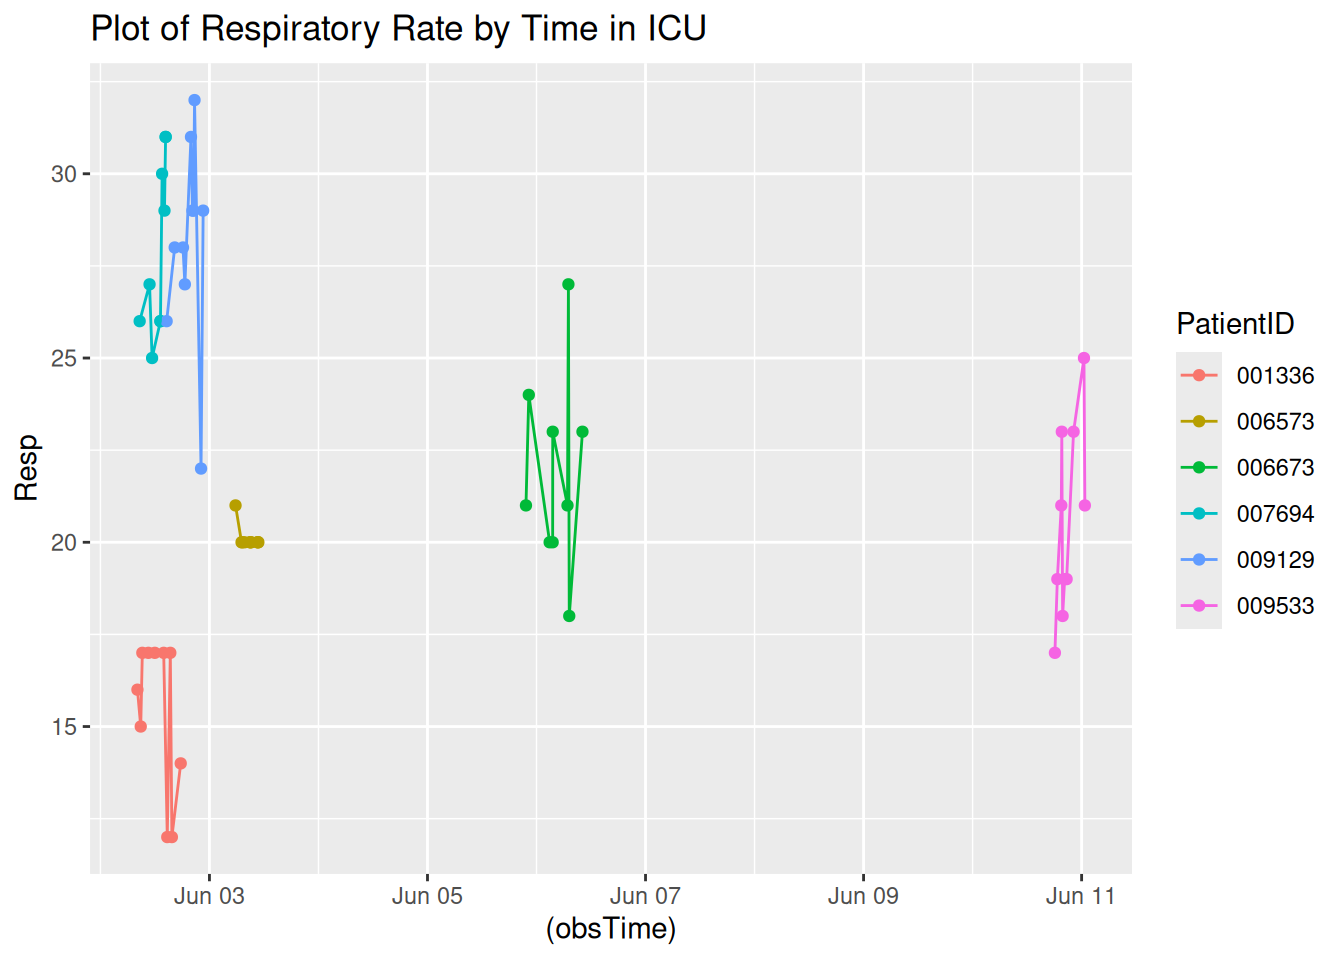 Plot of Respiratory Rate by Time in ICU
30
25
20
15
Resp
Jun 03
Jun 05
Jun 07
Jun 09
Jun 11
(obsTime)
PatientID
001336
006573
006673
007694
009129
009533